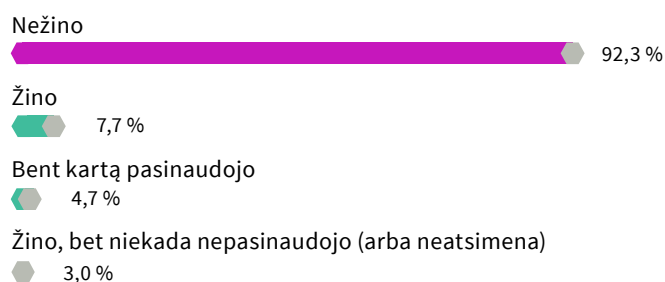 Nežino
92,3 %
Žino
7,7 %
Bent kartą pasinaudojo
4,7 %
Žino, bet niekada nepasinaudojo (arba neatsimena)
3,0 %